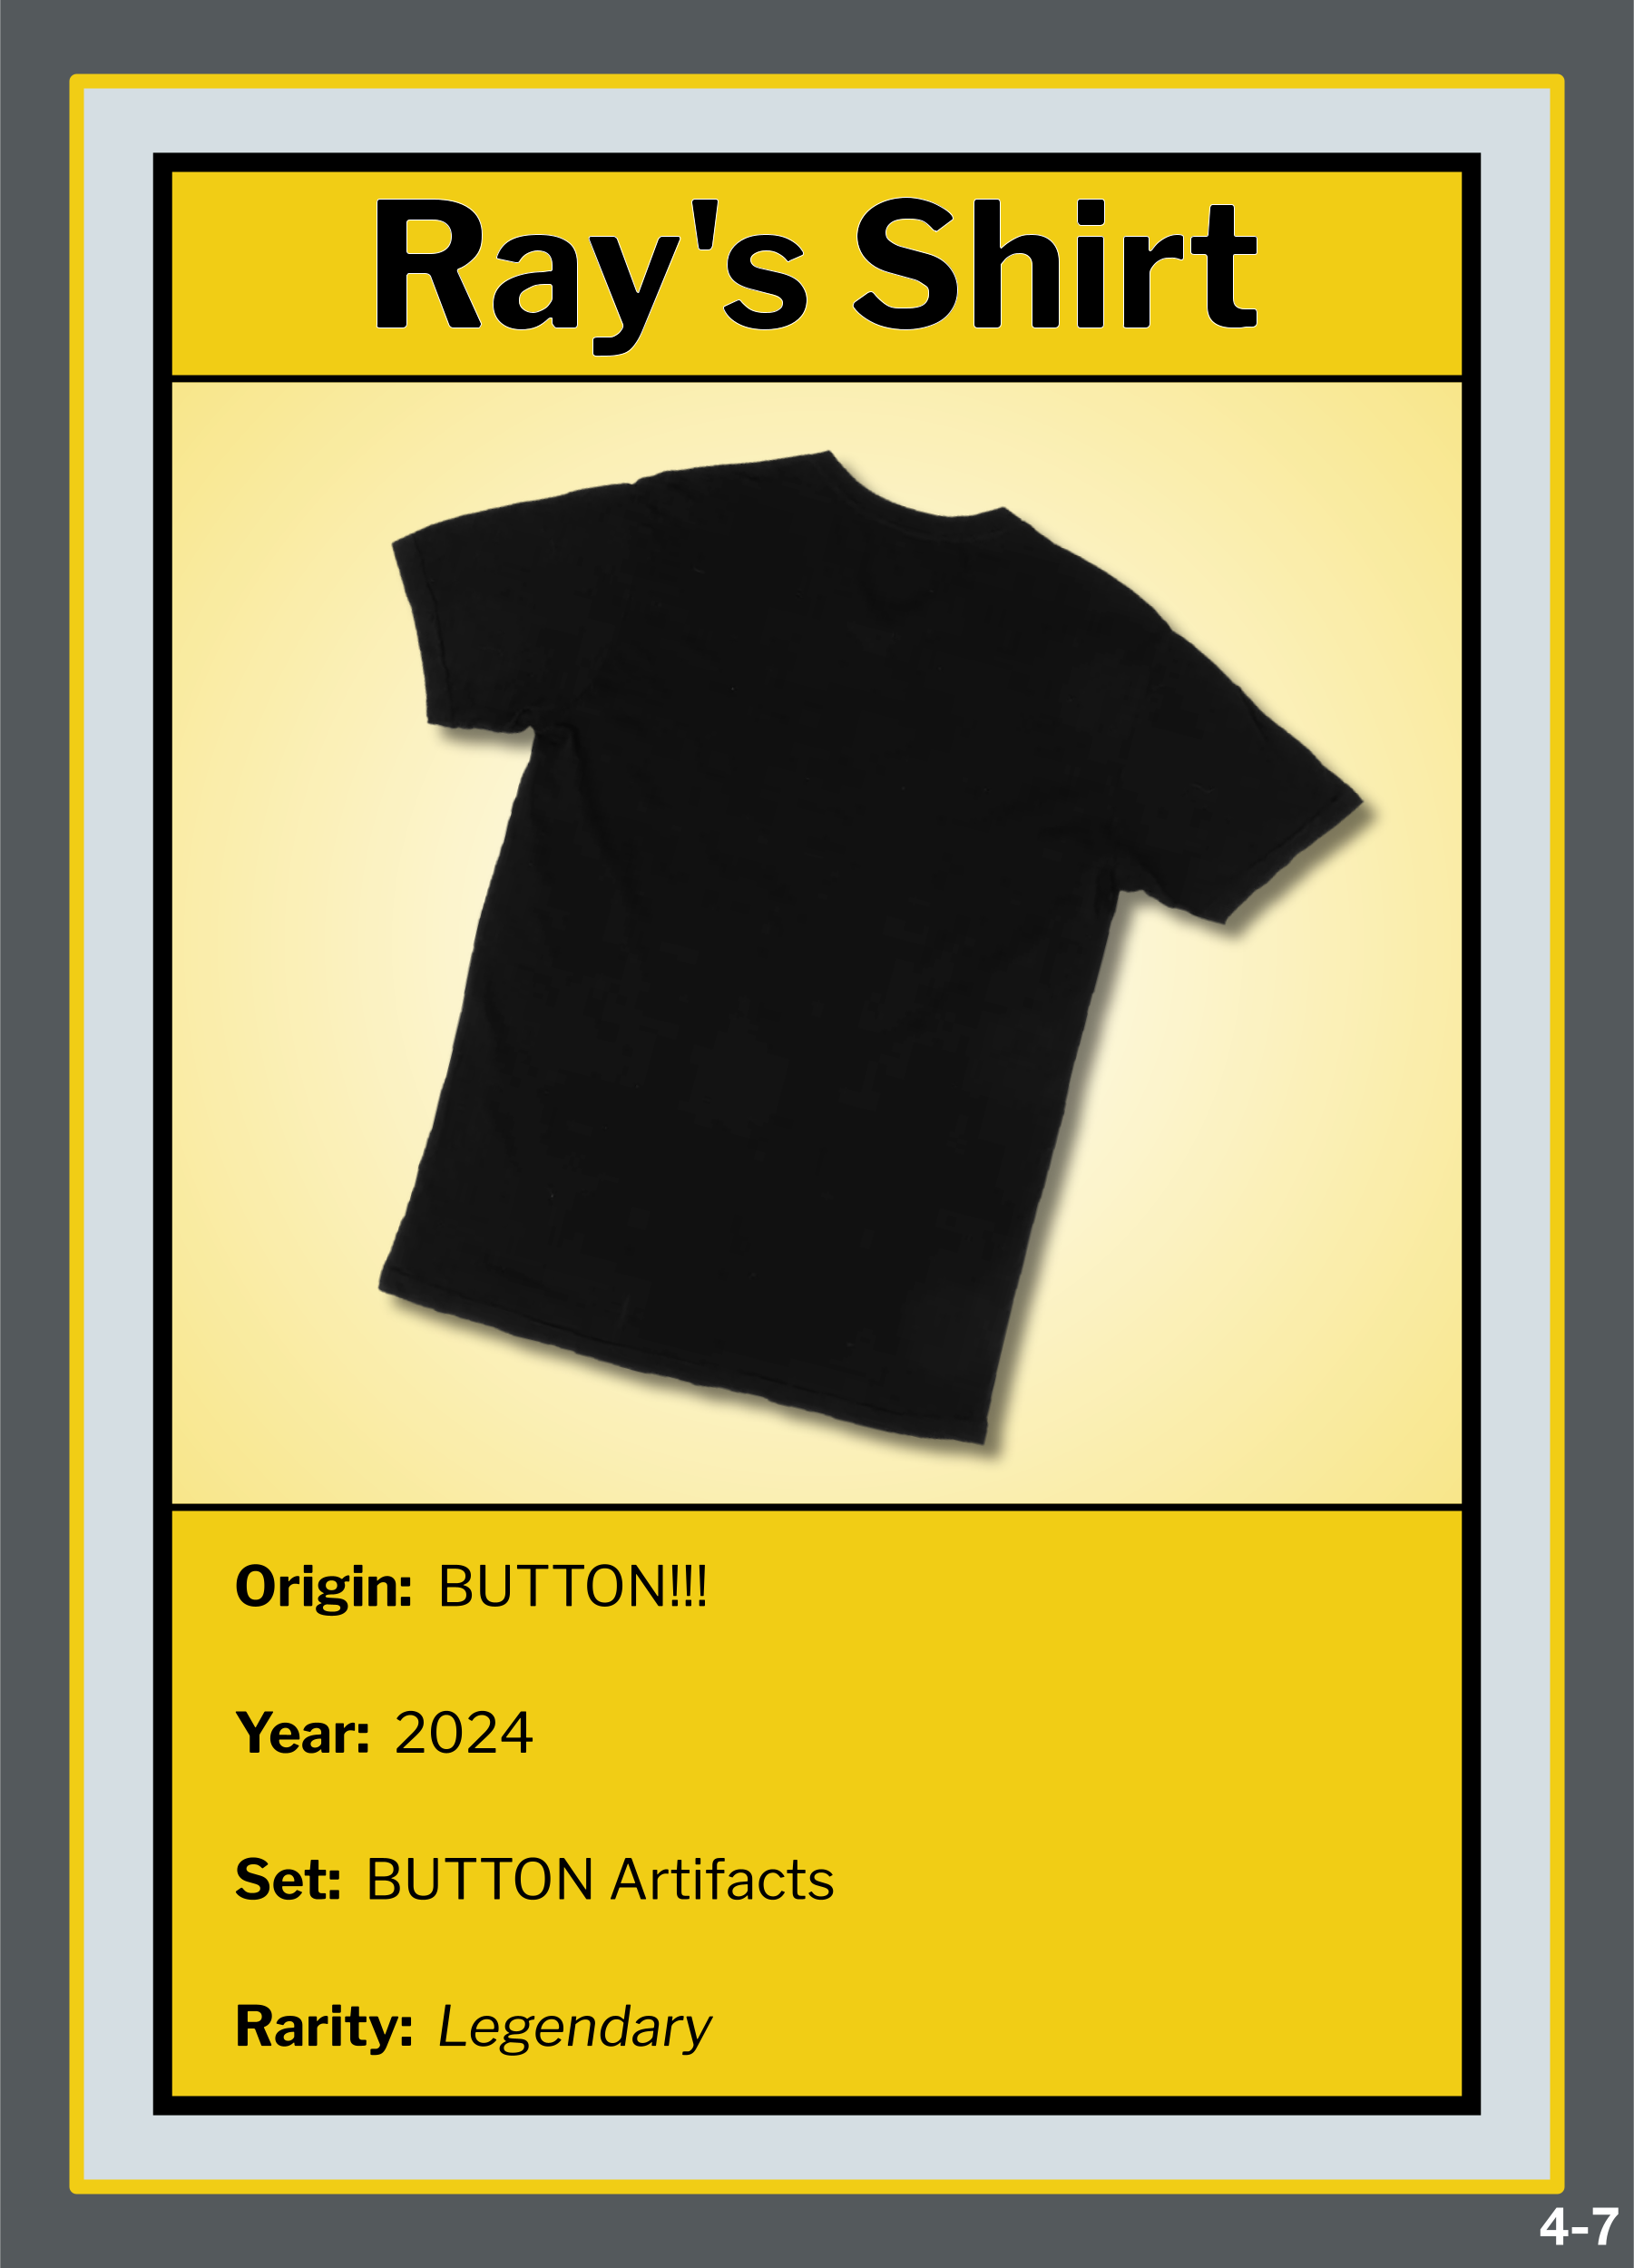 Ray's Shirt
Origin: BUTTON!!!
Year: 2024
Set: BUTTON Artifacts
Rarity: Legendary
4-7